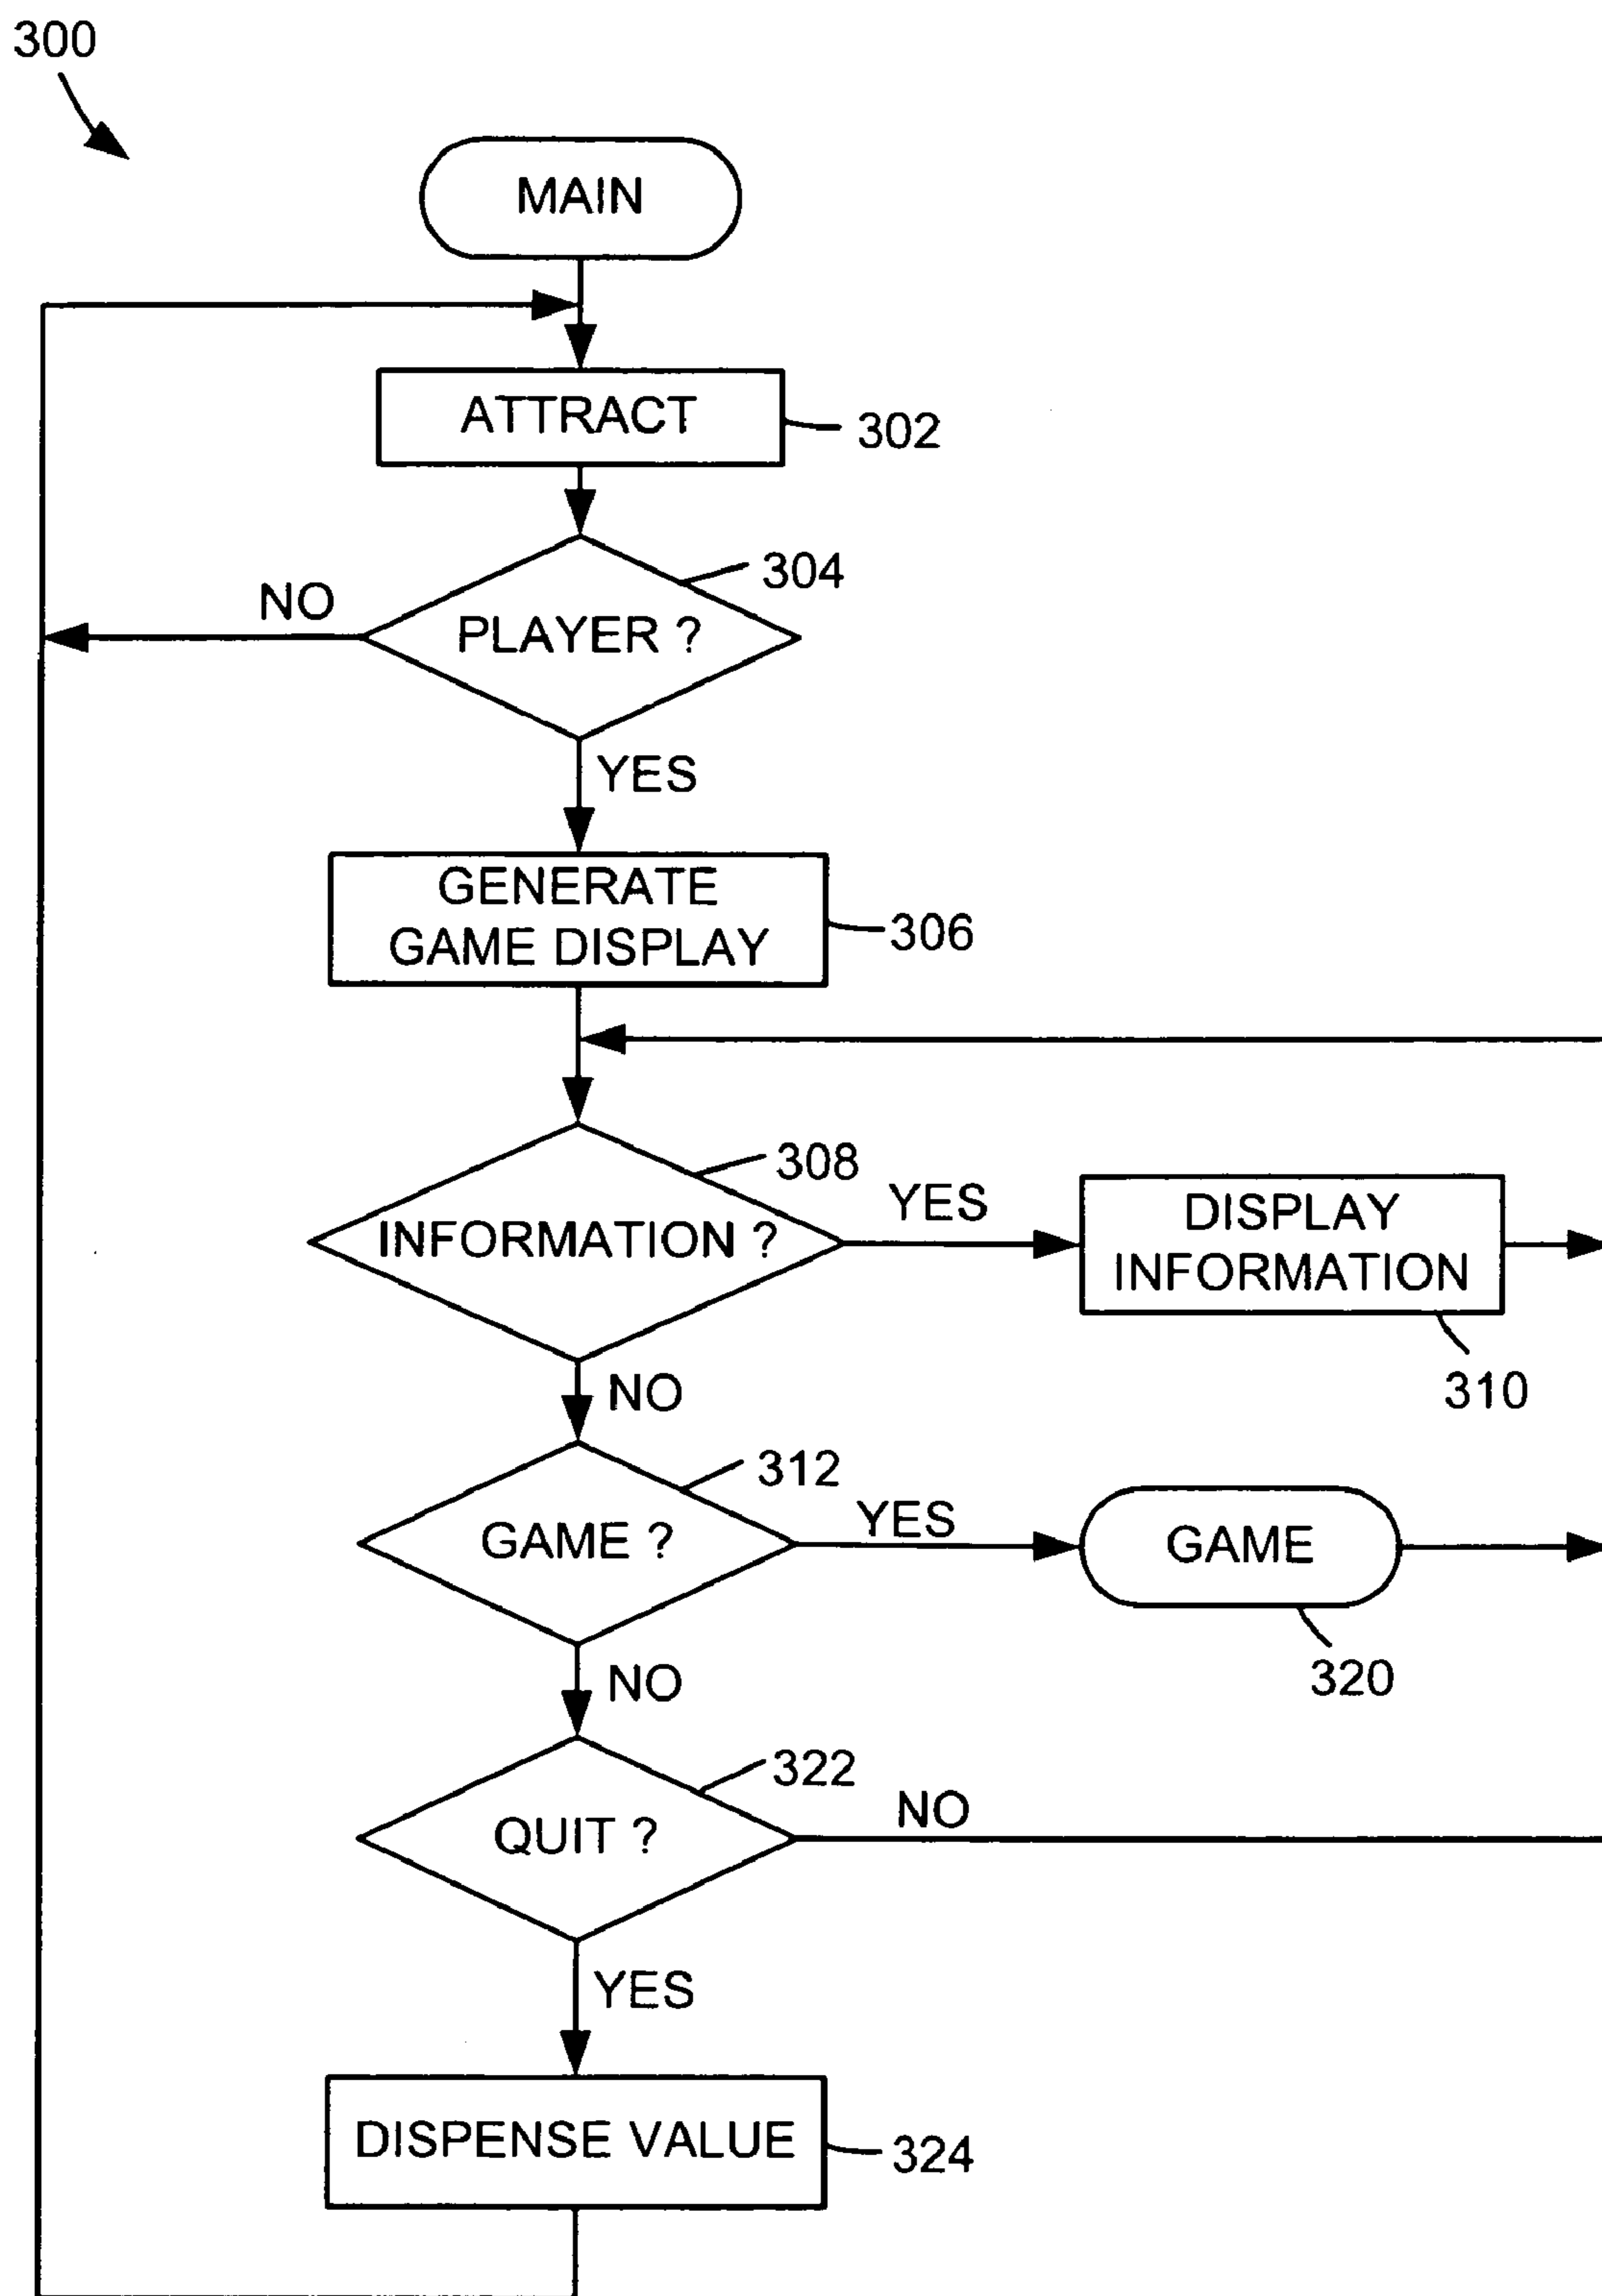 300
MAIN
ATTRACT
302
304
NO
PLAYER ?
YES
GENERATE
GAME DISPLAY
306
308
YES
INFORMATION ?
DISPLAY
INFORMATION
310
NO
312
YES
GAME ?
GAME
320
NO
322
NO
QUIT ?
YES
DISPENSE VALUE
324